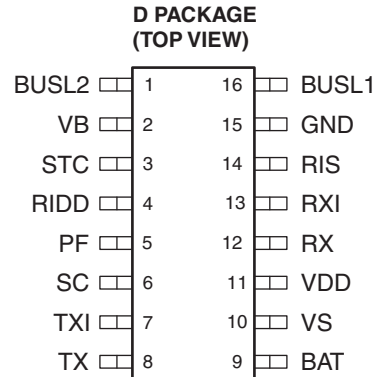 D PACKAGE
(TOP VIEW)
BUSL2 1 16 BUSL1
VB 2 15 GND
STC 3 14 RIS
RIDD 4 13 RXI
PF 5 12 RX
SC 6 11 VDD
TXI 7 10 VS
TX 8 9 BAT